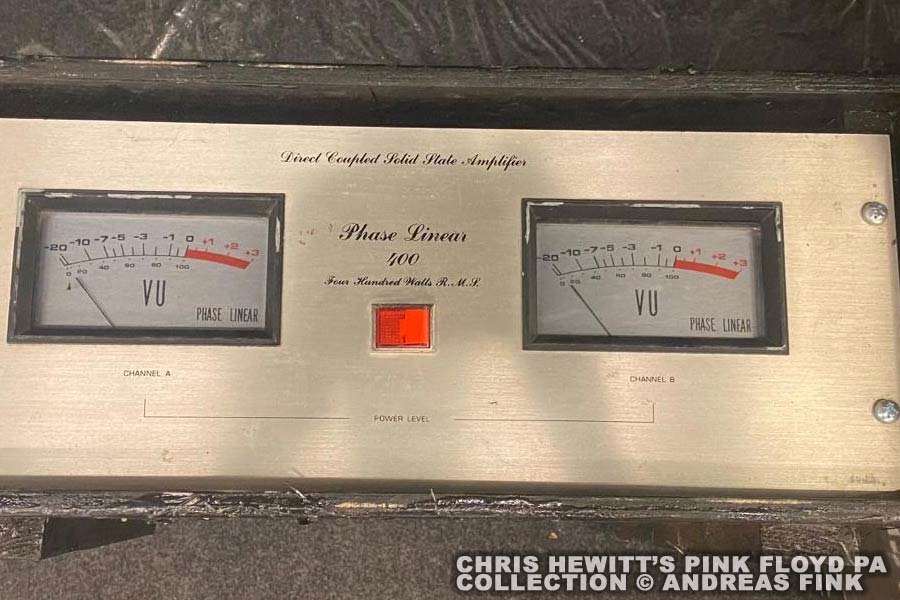 Direct Coupled Solid State Amplifier
Phase Linear
400
Four Hundred Watts R.M.S.
-20 -10 -7 -5 -3 -1 0 +1 +2 +3
0 20 40 60 80 100
VU
PHASE LINEAR
-20 -10 -7 -5 -3 -1 0 +1 +2 +3
0 20 40 60 80 100
VU
PHASE LINEAR
CHANNEL A
CHANNEL B
POWER LEVEL
CHRIS HEWITT'S PINK FLOYD PA
COLLECTION © ANDREAS FINK